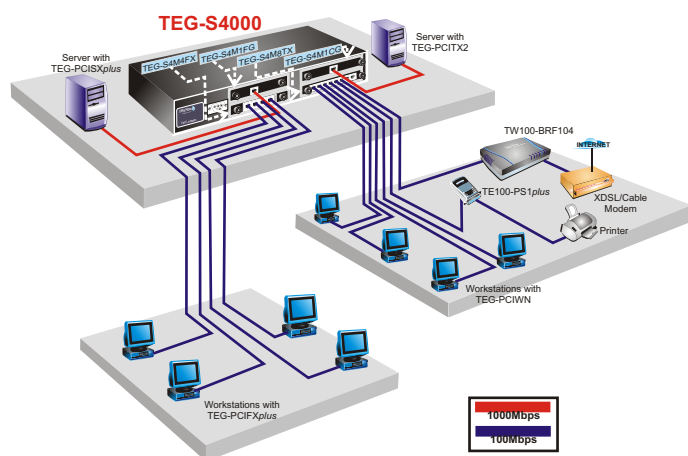 TEG-S4000
Server with
TEG-PCITX2
Server with
TEG-PCISXplus
TEG-S4M4FX
TEG-S4M1FG
TEG-S4M8TX
TEG-S4M1CG
TW100-BRF104
INTERNET
TE100-PS1plus
XDSL/Cable
Modem
Printer
Workstations with
TEG-PCIWN
Workstations with
TEG-PCIFXplus
1000Mbps
100Mbps